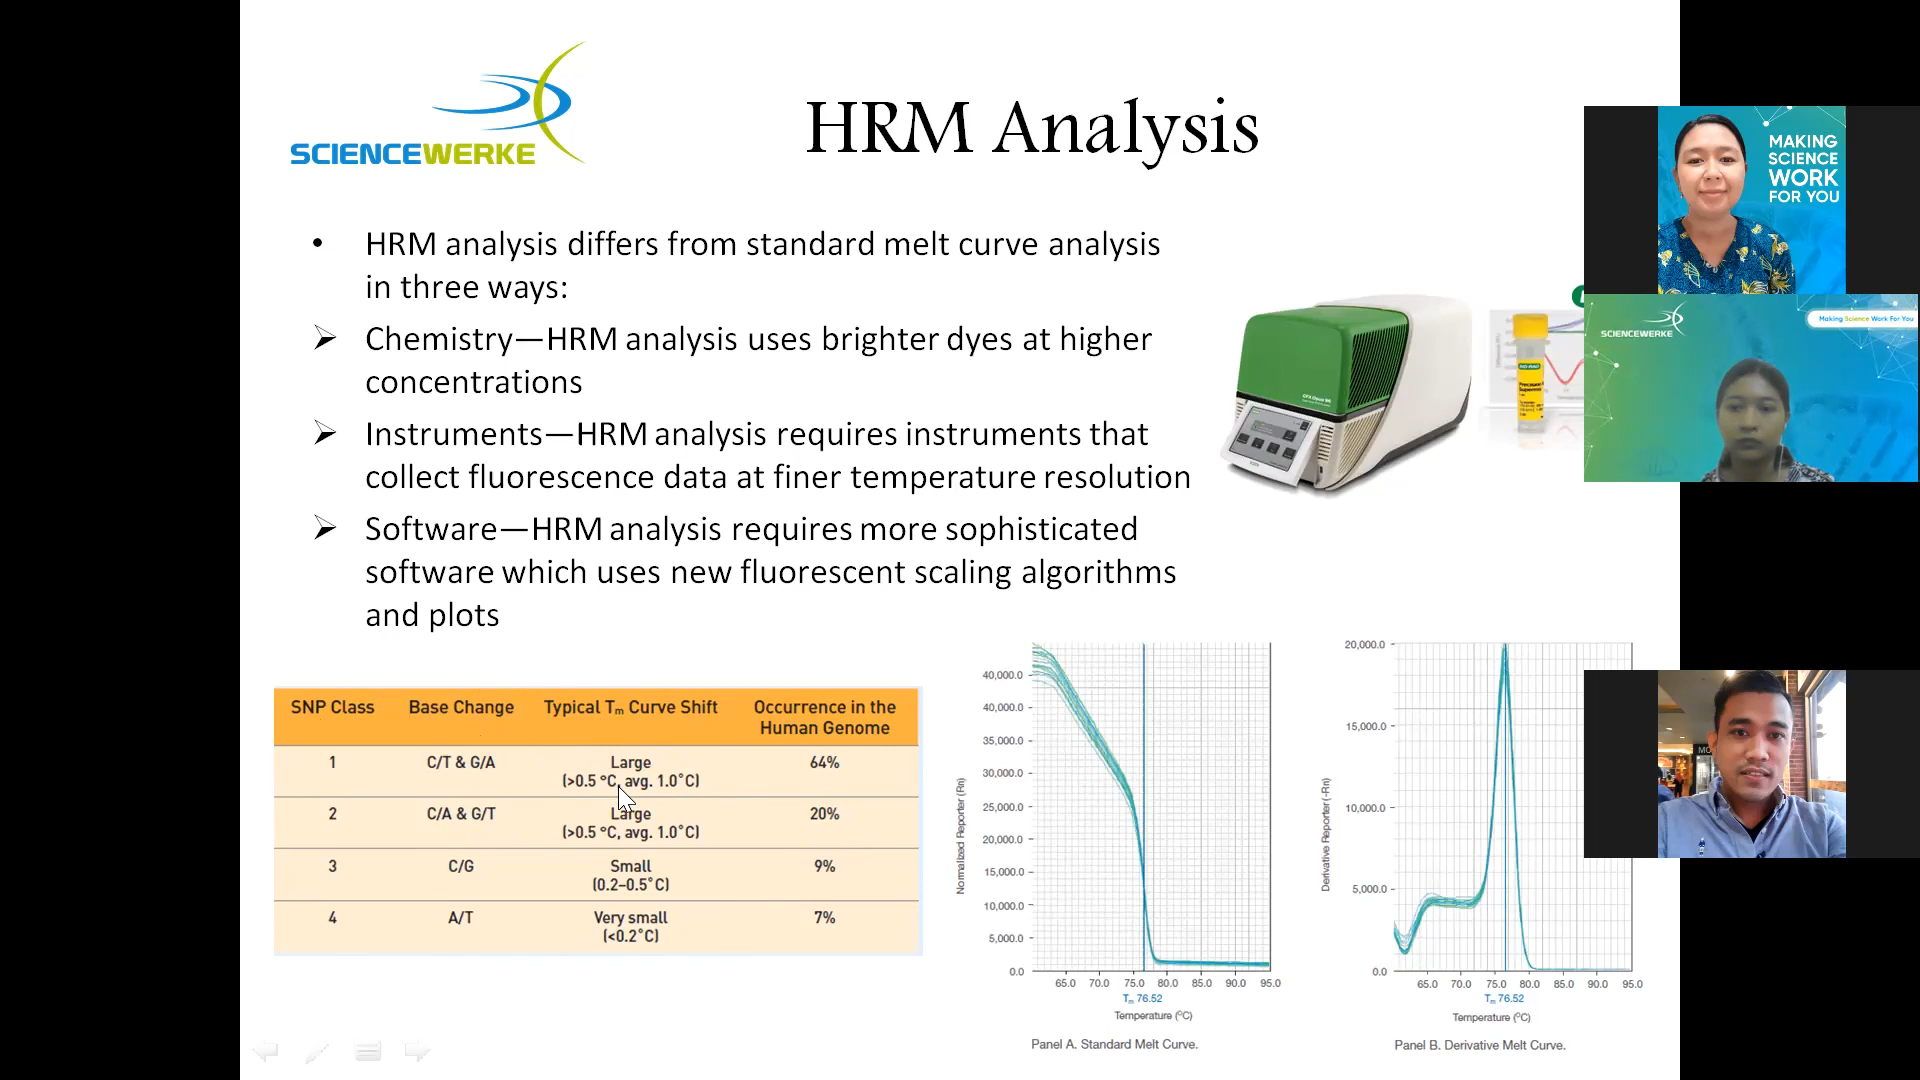 SCIENCEWERKE
HRM Analysis
• HRM analysis differs from standard melt curve analysis
in three ways:
➢ Chemistry—HRM analysis uses brighter dyes at higher
concentrations
➢ Instruments—HRM analysis requires instruments that
collect fluorescence data at finer temperature resolution
➢ Software—HRM analysis requires more sophisticated
software which uses new fluorescent scaling algorithms
and plots
MAKING
SCIENCE
WORK
FOR YOU
SCIENCEWERKE
Making Science Work For You
SNP Class Base Change Typical Tm Curve Shift Occurrence in the
Human Genome
1 C/T & G/A Large 64%
(>0.5 °C, avg. 1.0°C)
2 C/A & G/T Large 20%
(>0.5 °C, avg. 1.0°C)
3 C/G Small 9%
(0.2–0.5°C)
4 A/T Very small 7%
(<0.2°C)
Normalized Reporter (Rn)
40,000.0
40,000.0
35,000.0
30,000.0
25,000.0
20,000.0
15,000.0
10,000.0
5,000.0
0.0
65.0 70.0 75.0 80.0 85.0 90.0 95.0
Tm 76.52
Temperature (°C)
Panel A. Standard Melt Curve.
Derivative Reporter (-Rn)
20,000.0
15,000.0
10,000.0
5,000.0
0.0
65.0 70.0 75.0 80.0 85.0 90.0 95.0
Tm 76.52
Temperature (°C)
Panel B. Derivative Melt Curve.
MO